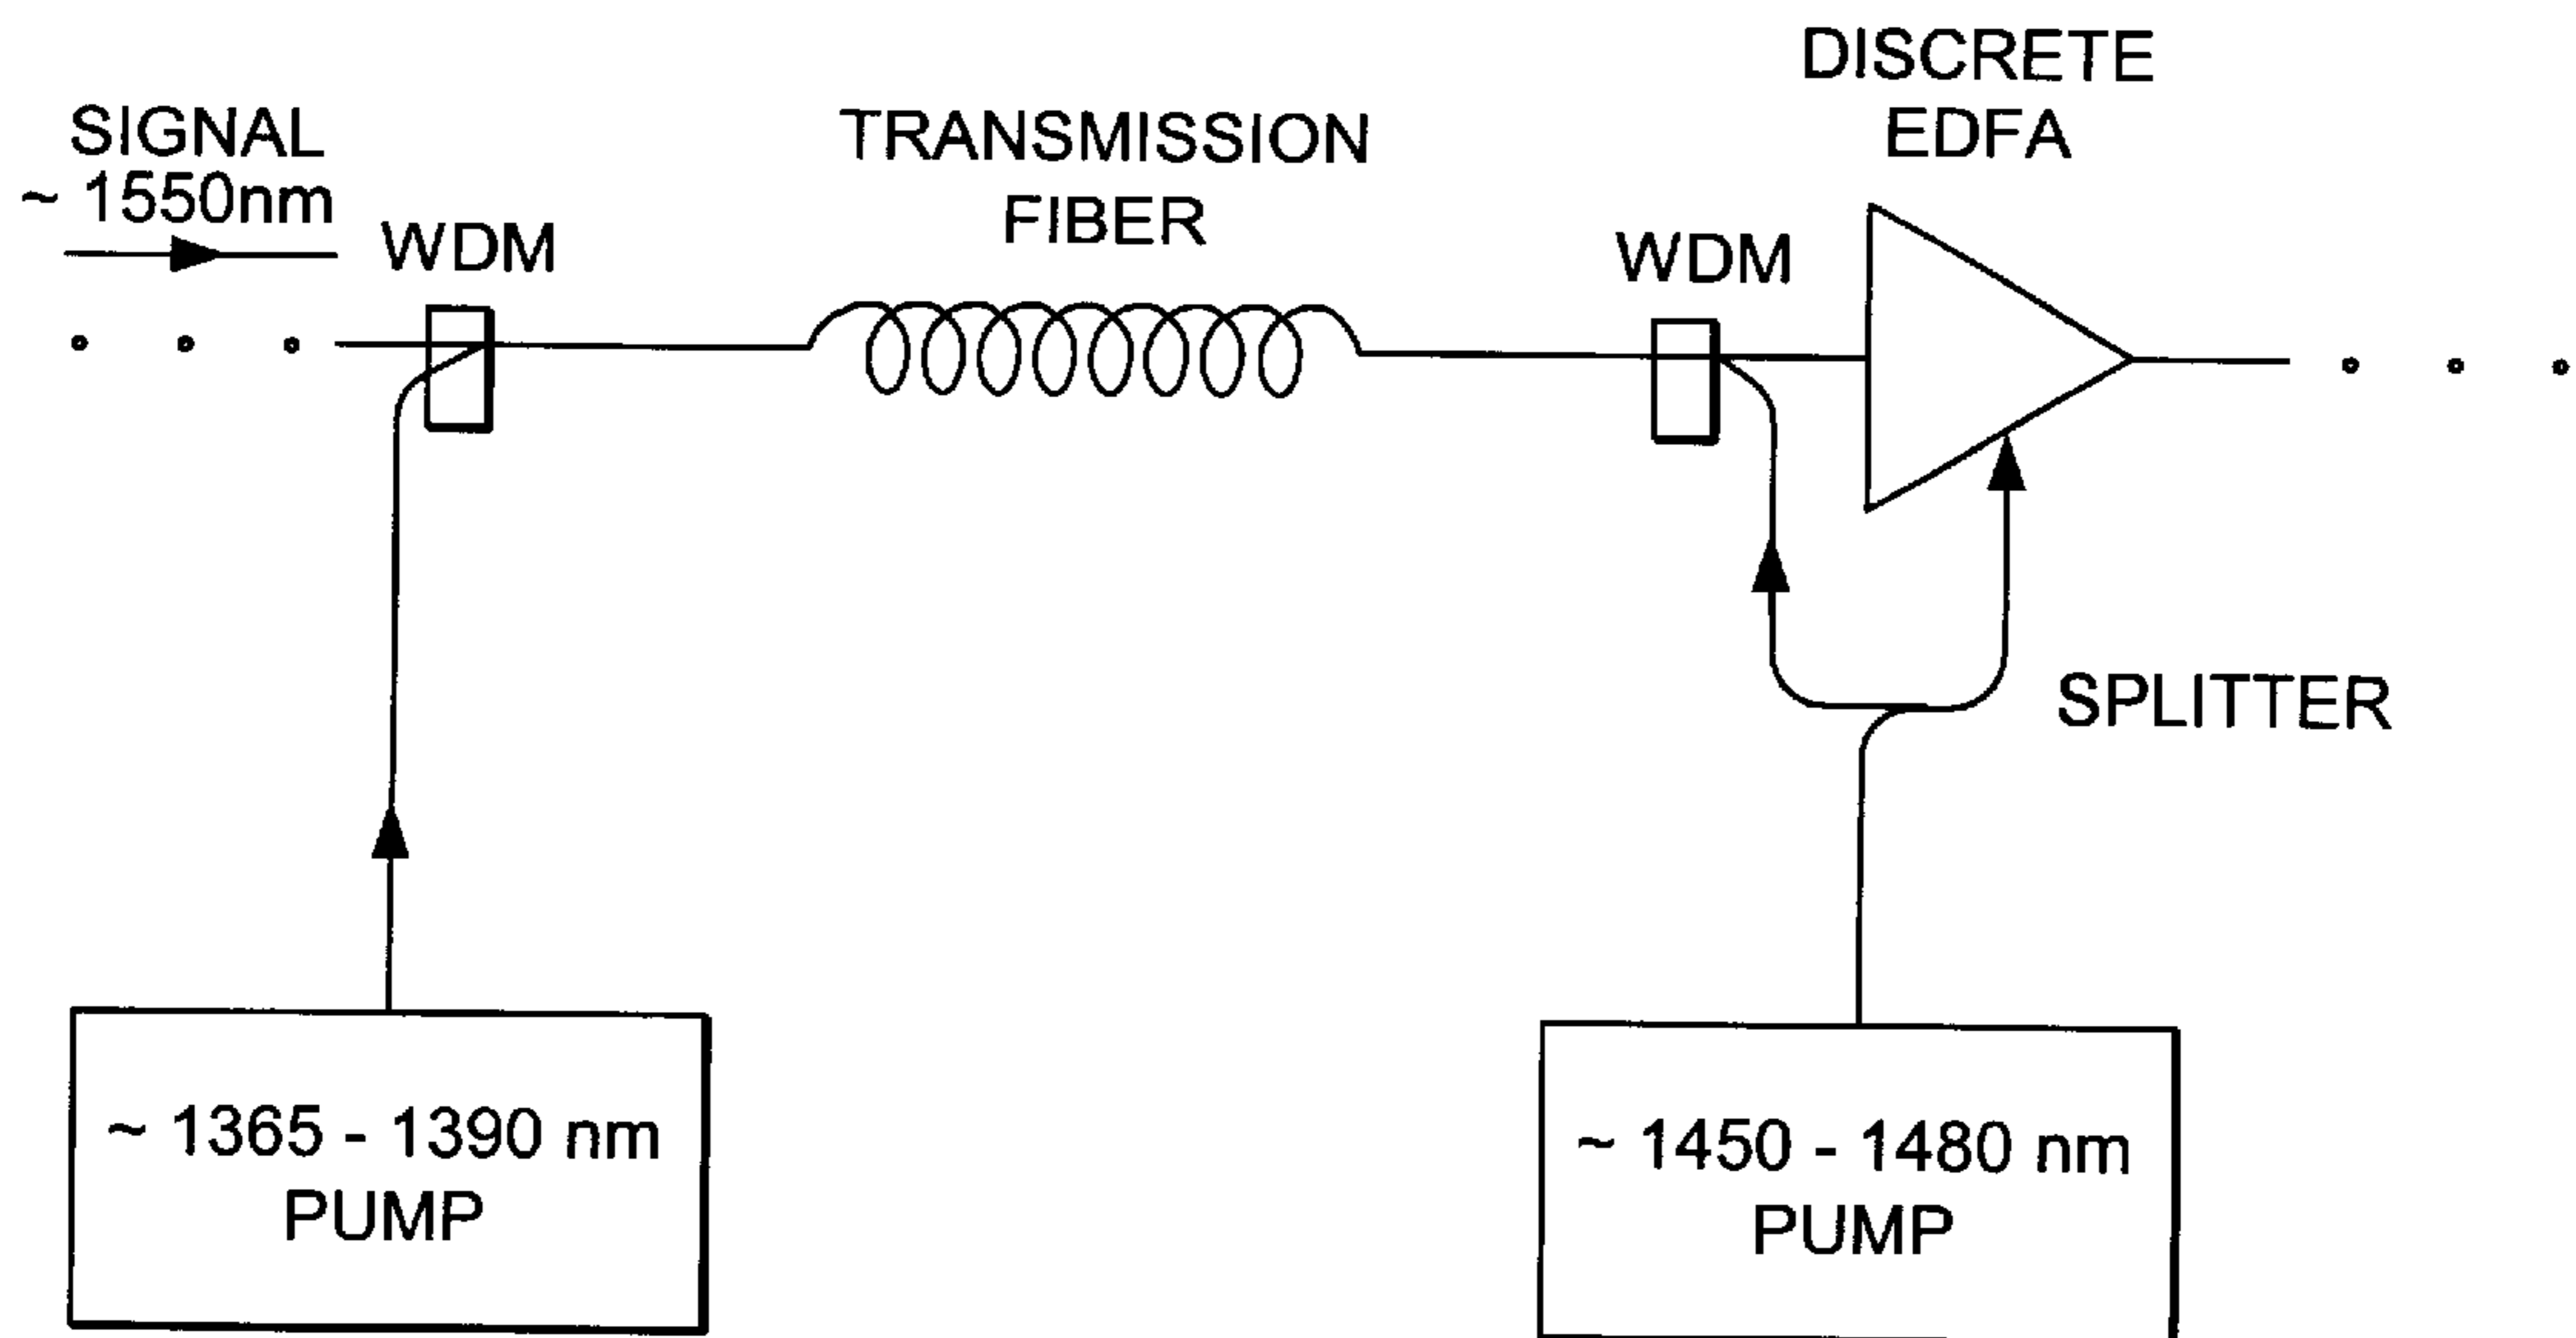 SIGNAL
~ 1550nm
WDM
TRANSMISSION
FIBER
WDM
DISCRETE
EDFA
SPLITTER
~ 1365 - 1390 nm
PUMP
~ 1450 - 1480 nm
PUMP